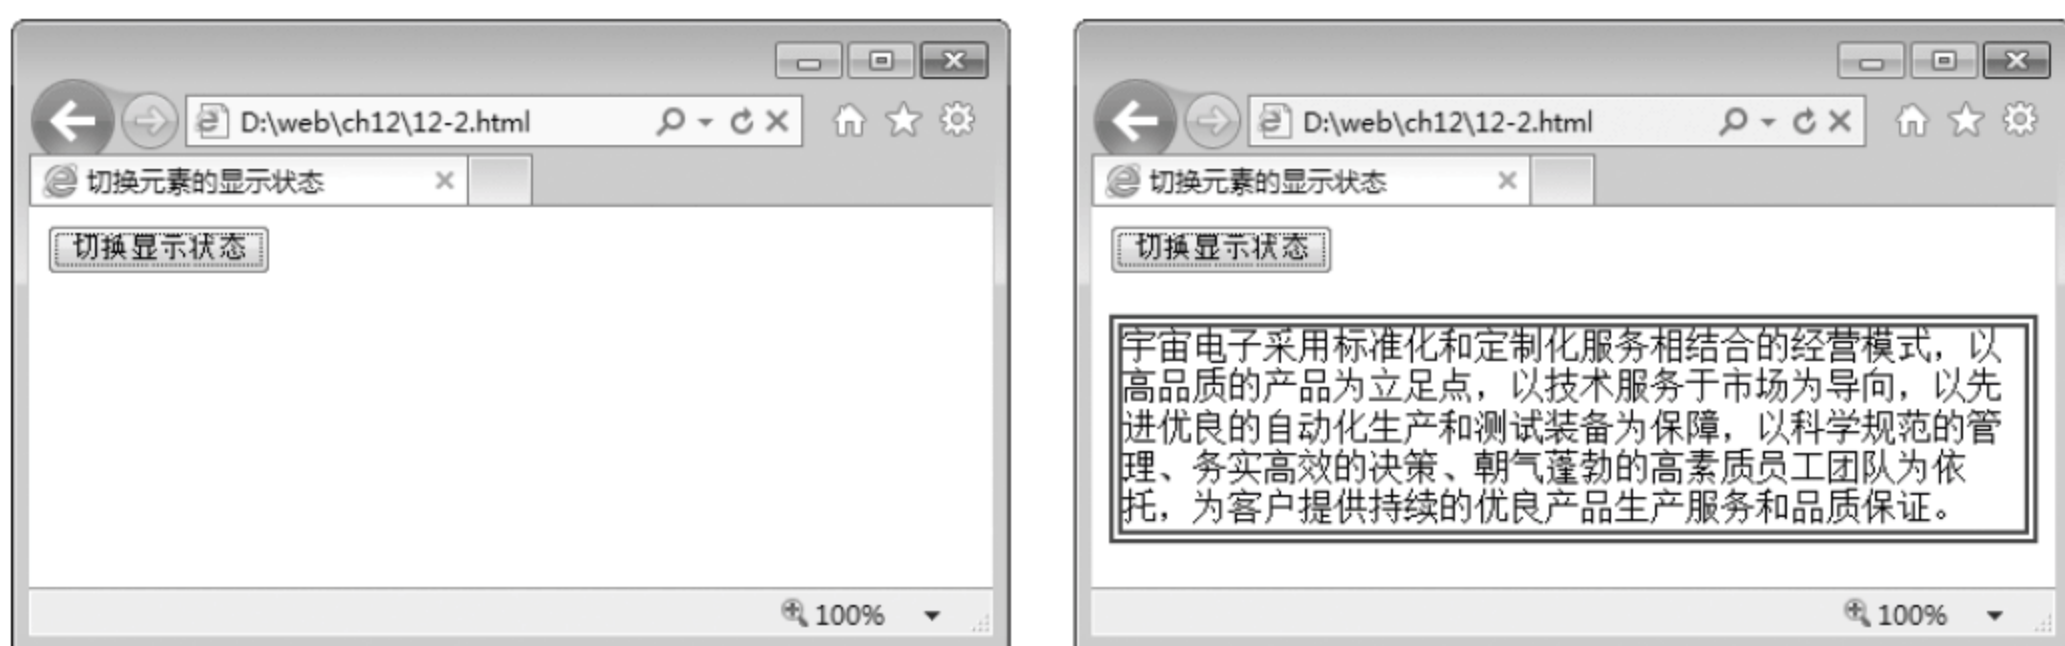 D:\web\ch12\12-2.html
切换元素的显示状态
切换显示状态
100%
D:\web\ch12\12-2.html
切换元素的显示状态
切换显示状态
宇宙电子采用标准化和定制化服务相结合的经营模式，以
高品质的产品为立足点，以技术服务于市场为导向，以先
进优良的自动化生产和测试装备为保障，以科学规范的管
理、务实高效的决策、朝气蓬勃的高素质员工团队为依
托，为客户提供持续的优良产品生产服务和品质保证。
100%